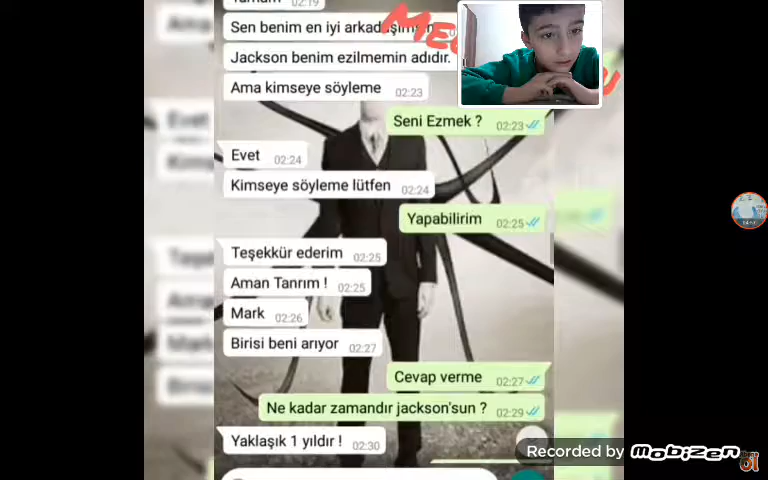 02:19
Sen benim en iyi arkadaşımsın
Jackson benim ezilmemin adıdır.
Ama kimseye söyleme 02:23
Seni Ezmek ? 02:23
Evet 02:24
Kimseye söyleme lütfen 02:24
Yapabilirim 02:25
Teşekkür ederim 02:25
Aman Tanrım ! 02:25
Mark 02:26
Birisi beni arıyor 02:27
Cevap verme 02:27
Ne kadar zamandır jackson'sun ? 02:29
Yaklaşık 1 yıldır ! 02:30
Recorded by mobizen